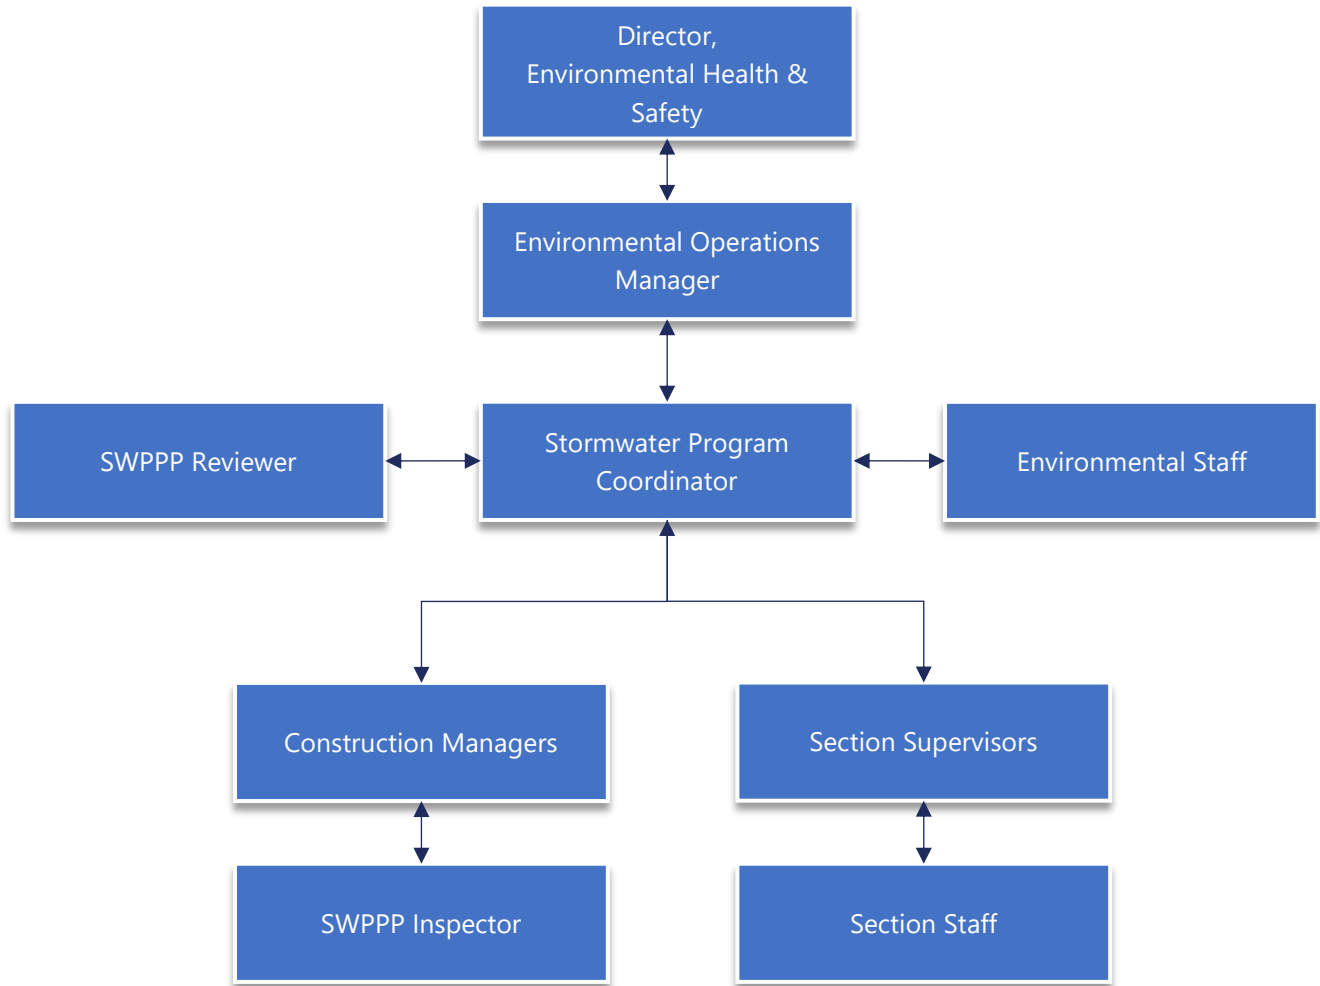 Director,
Environmental Health &
Safety
Environmental Operations
Manager
SWPPP Reviewer
Stormwater Program
Coordinator
Environmental Staff
Construction Managers
Section Supervisors
SWPPP Inspector
Section Staff